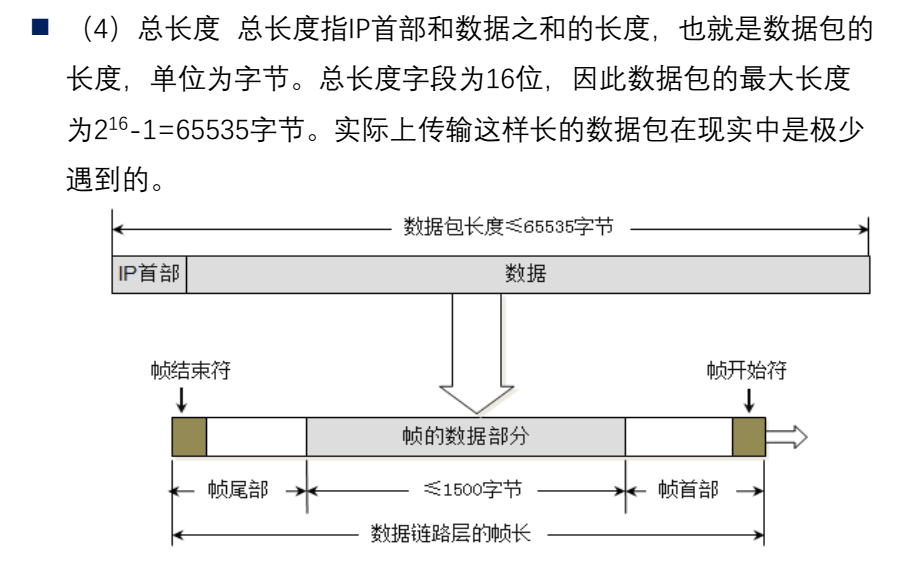 （4）总长度 总长度指IP首部和数据之和的长度，也就是数据包的
长度，单位为字节。总长度字段为16位，因此数据包的最大长度
为2¹⁶-1=65535字节。实际上传输这样长的数据包在现实中是极少
遇到的。
数据包长度≤65535字节
IP首部 数据
帧结束符 帧开始符
帧的数据部分
帧尾部 ≤1500字节 帧首部
数据链路层的帧长